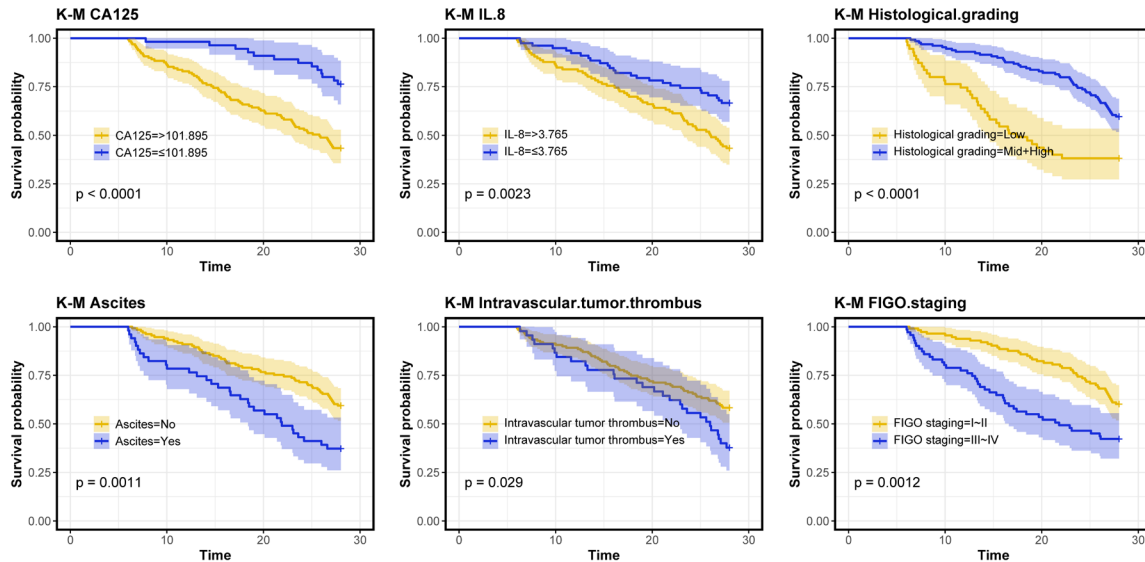 K-M CA125
Survival probability
1.00
0.75
0.50
0.25
0.00
CA125=>101.895
CA125=≤101.895
p < 0.0001
0
10
20
30
Time
K-M IL.8
Survival probability
1.00
0.75
0.50
0.25
0.00
IL-8=>3.765
IL-8=≤3.765
p = 0.0023
0
10
20
30
Time
K-M Histological.grading
Survival probability
1.00
0.75
0.50
0.25
0.00
Histological grading=Low
Histological grading=Mid+High
p < 0.0001
0
10
20
30
Time
K-M Ascites
Survival probability
1.00
0.75
0.50
0.25
0.00
Ascites=No
Ascites=Yes
p = 0.0011
0
10
20
30
Time
K-M Intravascular.tumor.thrombus
Survival probability
1.00
0.75
0.50
0.25
0.00
Intravascular tumor thrombus=No
Intravascular tumor thrombus=Yes
p = 0.029
0
10
20
30
Time
K-M FIGO.staging
Survival probability
1.00
0.75
0.50
0.25
0.00
FIGO staging=I~II
FIGO staging=III~IV
p = 0.0012
0
10
20
30
Time